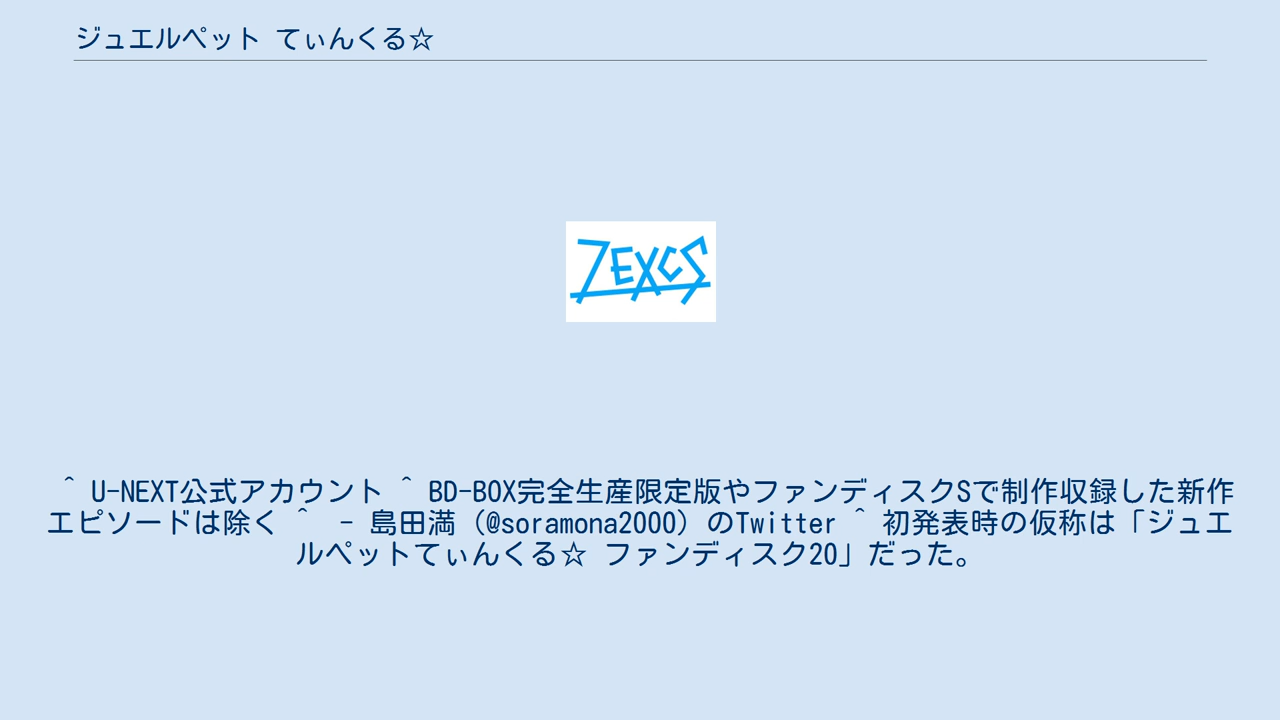 ジュエルペット てぃんくる☆
ZEXCS
^ U-NEXT公式アカウント ^ BD-BOX完全生産限定版やファンディスクSで制作収録した新作
エピソードは除く ^  - 島田満（@soramona2000）のTwitter ^ 初発表時の仮称は「ジュエ
ルペットてぃんくる☆ ファンディスク20」だった。